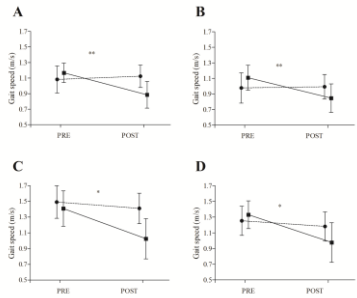 A
B
Gait speed (m/s)
1.7
1.5
1.3
1.1
0.9
0.7
0.5
**
PRE
POST
Gait speed (m/s)
1.7
1.5
1.3
1.1
0.9
0.7
0.5
**
PRE
POST
C
D
Gait speed (m/s)
1.7
1.5
1.3
1.1
0.9
0.7
0.5
*
PRE
POST
Gait speed (m/s)
1.7
1.5
1.3
1.1
0.9
0.7
0.5
*
PRE
POST